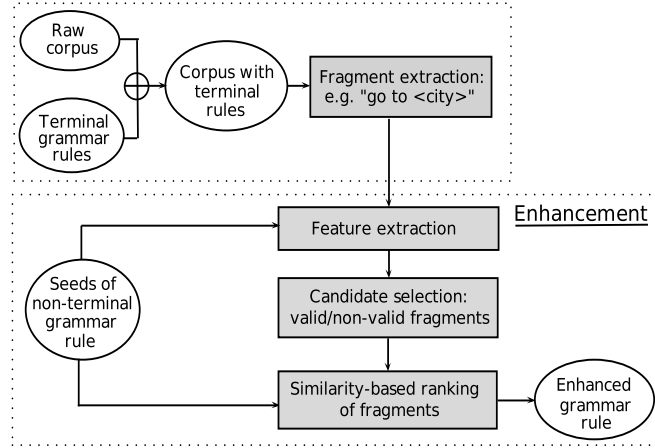 Raw
corpus
Terminal
grammar
rules
Corpus with
terminal
rules
Fragment extraction:
e.g. "go to <city>"
Enhancement
Feature extraction
Seeds of
non-terminal
grammar
rule
Candidate selection:
valid/non-valid fragments
Similarity-based ranking
of fragments
Enhanced
grammar
rule